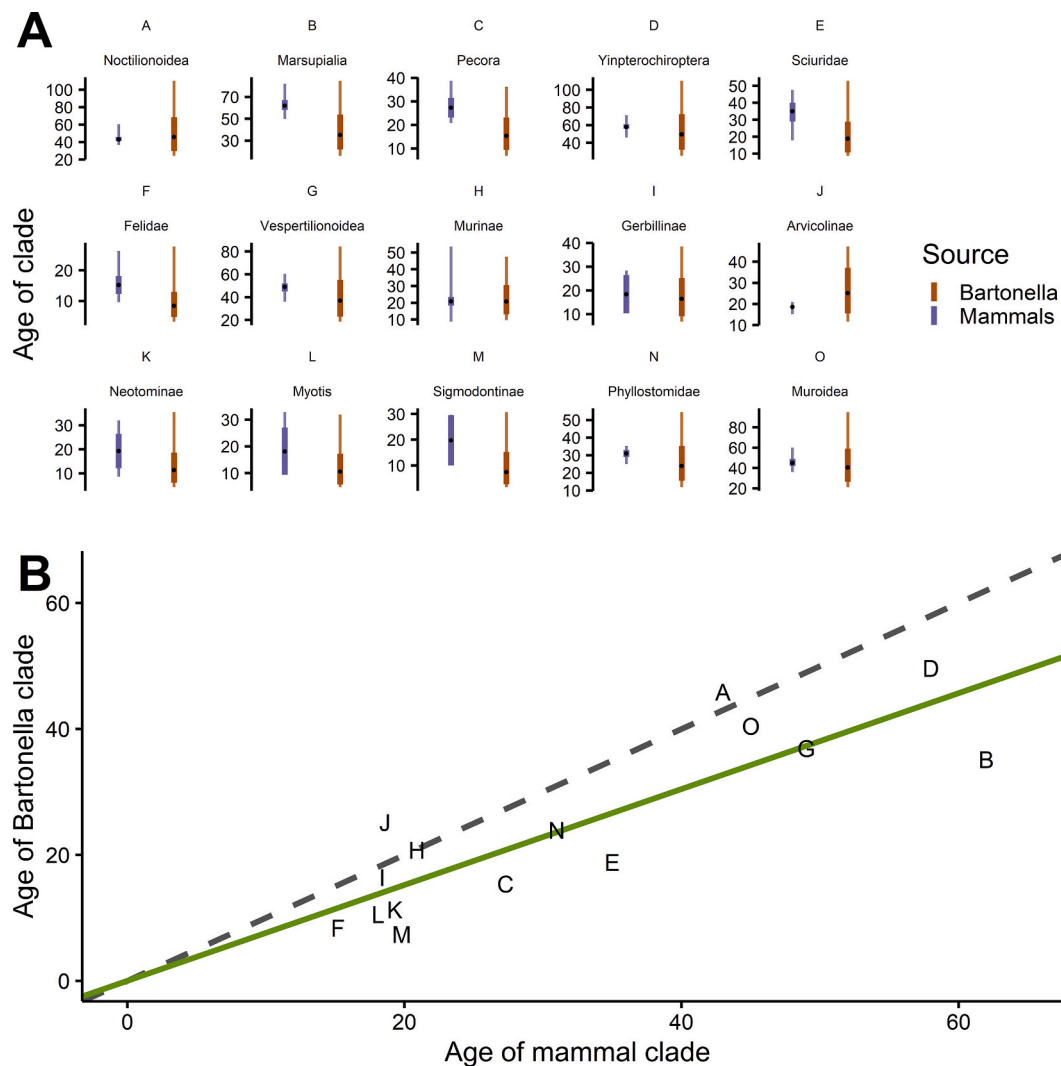 A
A B C D E
Noctilionoidea Marsupialia Pecora Yinpterochiroptera Sciuridae
100 80 60 40 20
70 50 30
40 30 20 10
100 80 60 40
50 40 30 20 10
F G H I J
Felidae Vespertilionoidea Murinae Gerbillinae Arvicolinae
20 10
80 60 40 20
50 40 30 20 10
40 30 20 10
40 30 20 10
K L M N O
Neotominae Myotis Sigmodontinae Phyllostomidae Muroidea
30 20 10
30 20 10
30 20 10
50 40 30 20 10
80 60 40 20
Age of clade
Source
Bartonella
Mammals
B
60
40
20
0
Age of Bartonella clade
A
D
O
G
B
J
H
N
I
E
C
L K
F M
0 20 40 60
Age of mammal clade